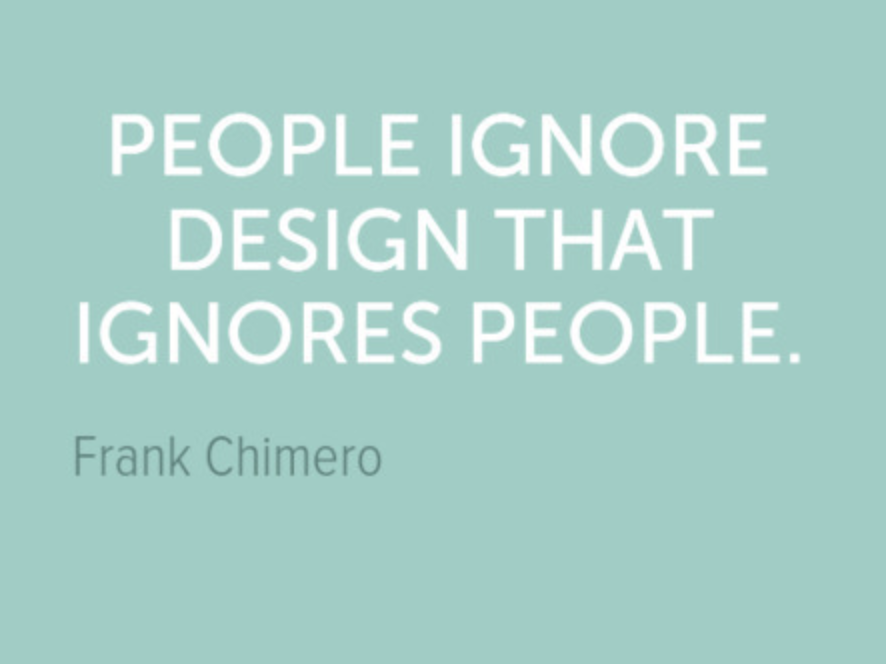 PEOPLE IGNORE
DESIGN THAT
IGNORES PEOPLE.
Frank Chimero